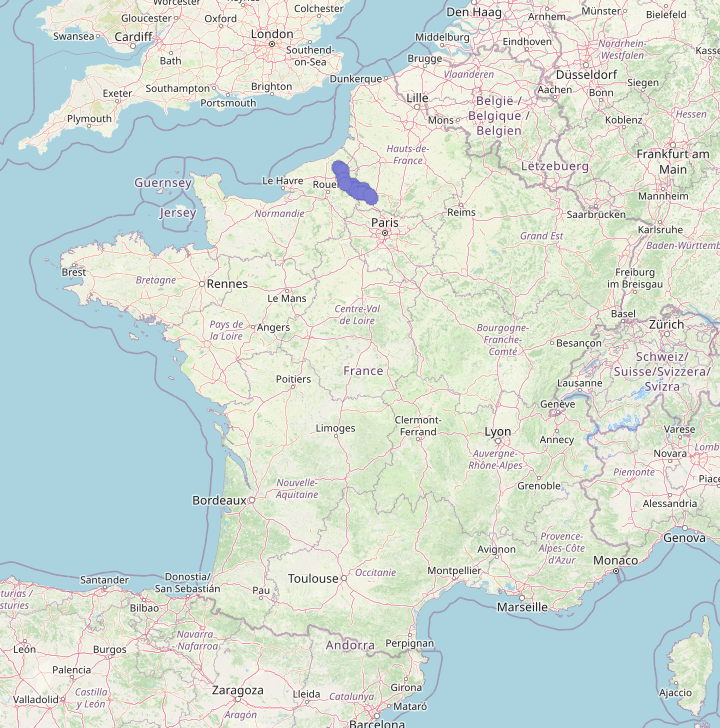 Worcester
Colchester
Gloucester
Oxford
Swansea
Cardiff
London
Bath
Southend-
on-Sea
Exeter
Southampton
Brighton
Portsmouth
Plymouth
Den Haag
Arnhem
Münster
Bielefeld
Middelburg
Eindhoven
Brugge
Nordrhein-
Westfalen
Dunkerque
Vlaanderen
Düsseldorf
Lille
Aachen
Siegen
Bonn
België /
Belgique /
Belgien
Mons
Koblenz
Hessen
Hauts-de-
France
Lëtzebuerg
Frankfurt am
Main
Guernsey
Le Havre
Mannheim
Jersey
Normandie
Reims
Saarbrücken
Paris
Karlsruhe
Grand Est
Brest
Bretagne
Rennes
Freiburg
im Breisgau
Le Mans
Centre-Val
de Loire
Basel
Pays de
la Loire
Angers
Bourgogne-
Franche-
Comté
Zürich
Besançon
Schweiz/
Suisse/Svizzera/
Svizra
France
Poitiers
Lausanne
Genève
Limoges
Clermont-
Ferrand
Lyon
Annecy
Varese
Auvergne-
Rhône-Alpes
Novara
Piemonte
Nouvelle-
Aquitaine
Grenoble
Bordeaux
Alessandria
Genova
Provence-
Alpes-Côte
d'Azur
Avignon
Monaco
Santander
Donostia/
San Sebastián
Toulouse
Occitanie
Montpellier
Pau
Marseille
Bilbao
Navarra
Nafarroa
Andorra
Perpignan
León
Burgos
Palencia
Girona
Zaragoza
Lleida
Catalunya
Mataró
Valladolid
Castilla
y León
Aragón
Barcelona
Ajaccio